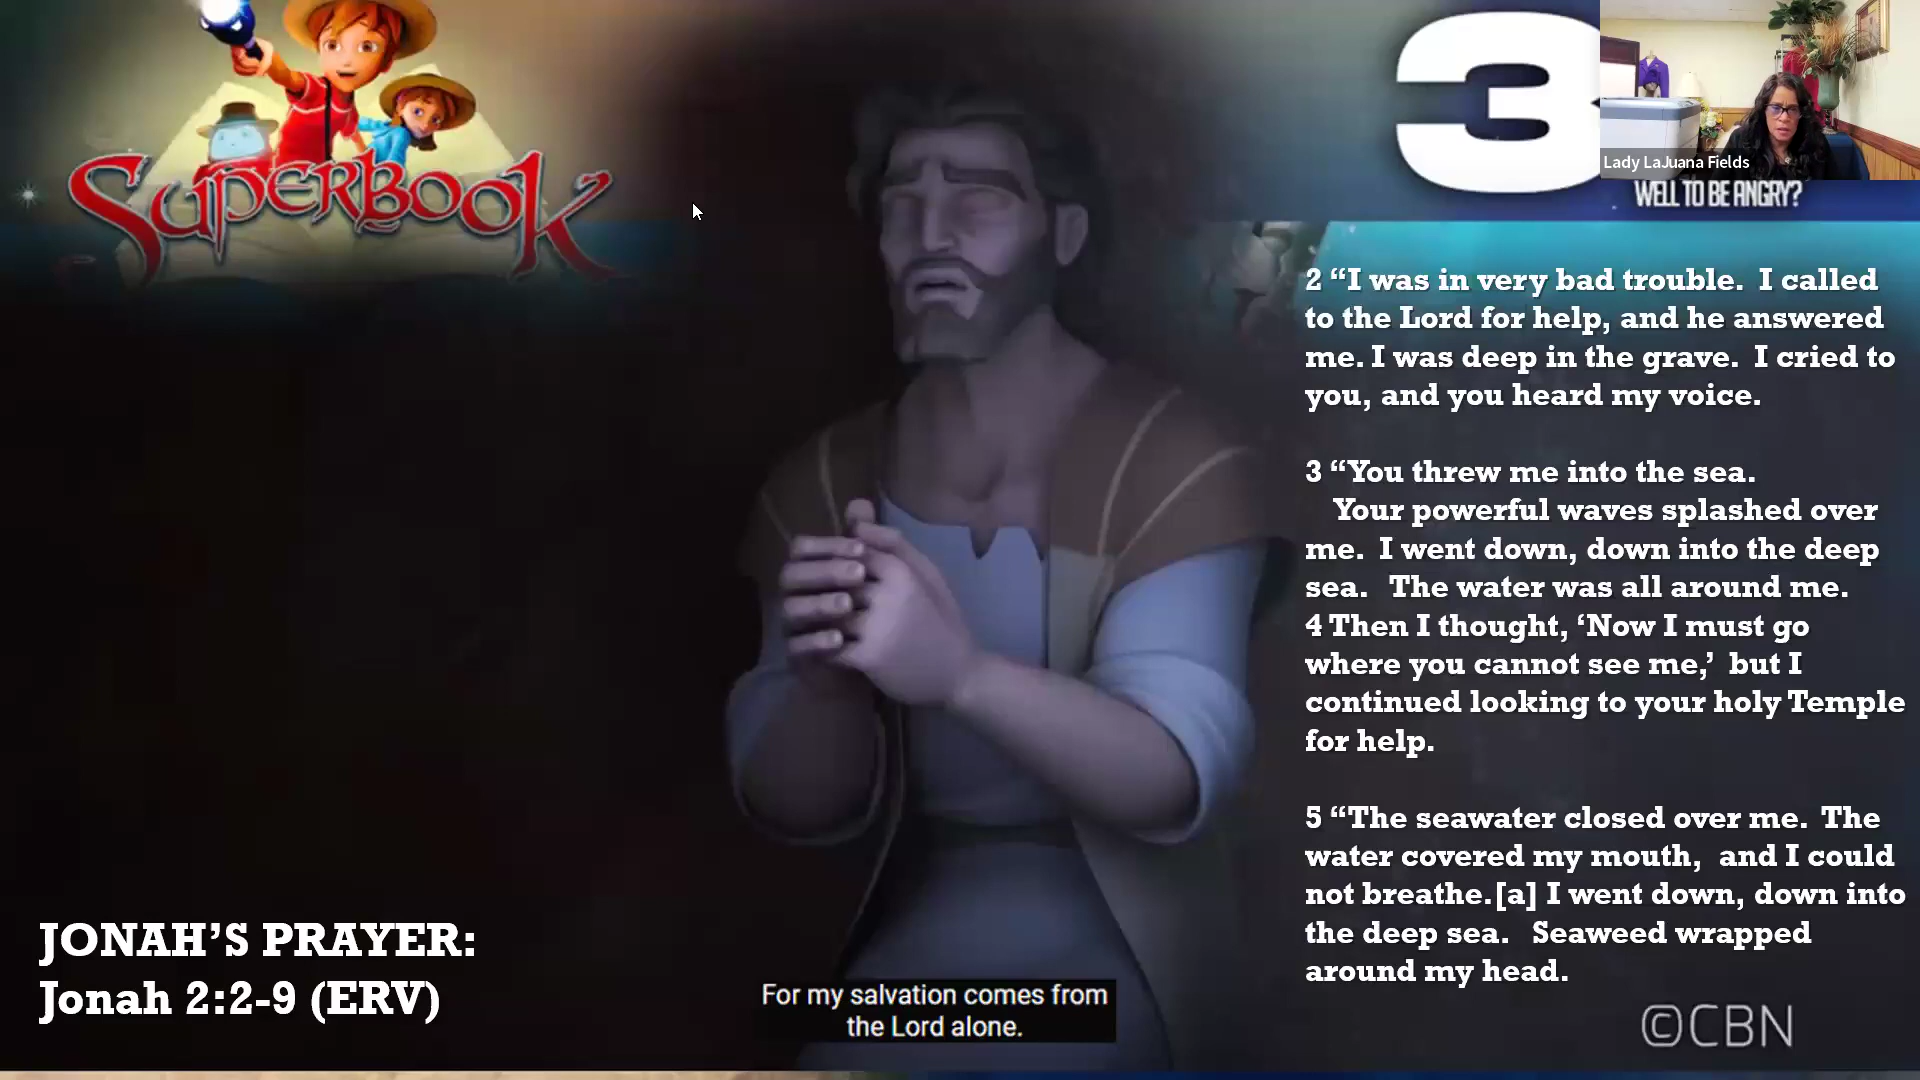 SUPERBOOK
3
Lady LaJuana Fields
WELL TO BE ANGRY?
2 “I was in very bad trouble. I called
to the Lord for help, and he answered
me. I was deep in the grave. I cried to
you, and you heard my voice.
3 “You threw me into the sea.
Your powerful waves splashed over
me. I went down, down into the deep
sea. The water was all around me.
4 Then I thought, ‘Now I must go
where you cannot see me,’ but I
continued looking to your holy Temple
for help.
5 “The seawater closed over me. The
water covered my mouth, and I could
not breathe.[a] I went down, down into
the deep sea. Seaweed wrapped
around my head.
JONAH’S PRAYER:
Jonah 2:2-9 (ERV)
For my salvation comes from
the Lord alone.
©CBN